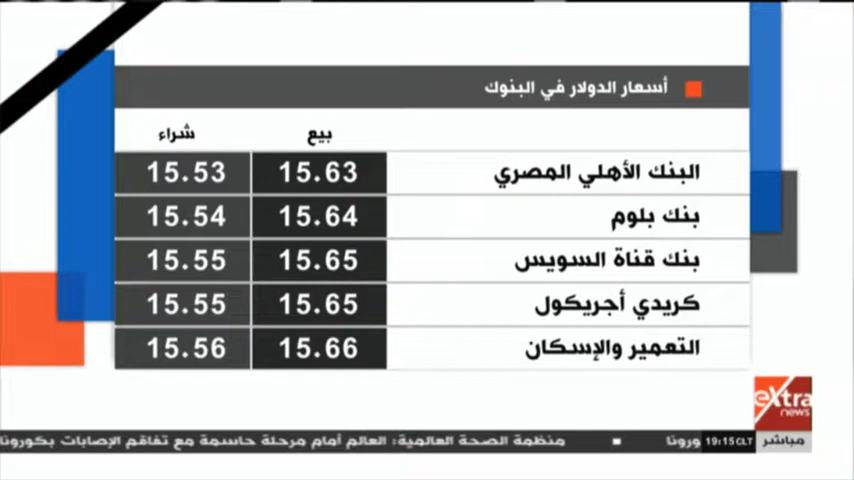 أسعار الدولار في البنوك
بيع شراء
البنك الأهلي المصري 15.63 15.53
بنك بلوم 15.64 15.54
بنك قناة السويس 15.65 15.55
كريدي أجريكول 15.65 15.55
التعمير والإسكان 15.66 15.56
eXtra
news
مباشر
19:15 CLT
ورونا ■ منظمة الصحة العالمية: العالم أمام مرحلة حاسمة مع تفاقم الإصابات بكورونا